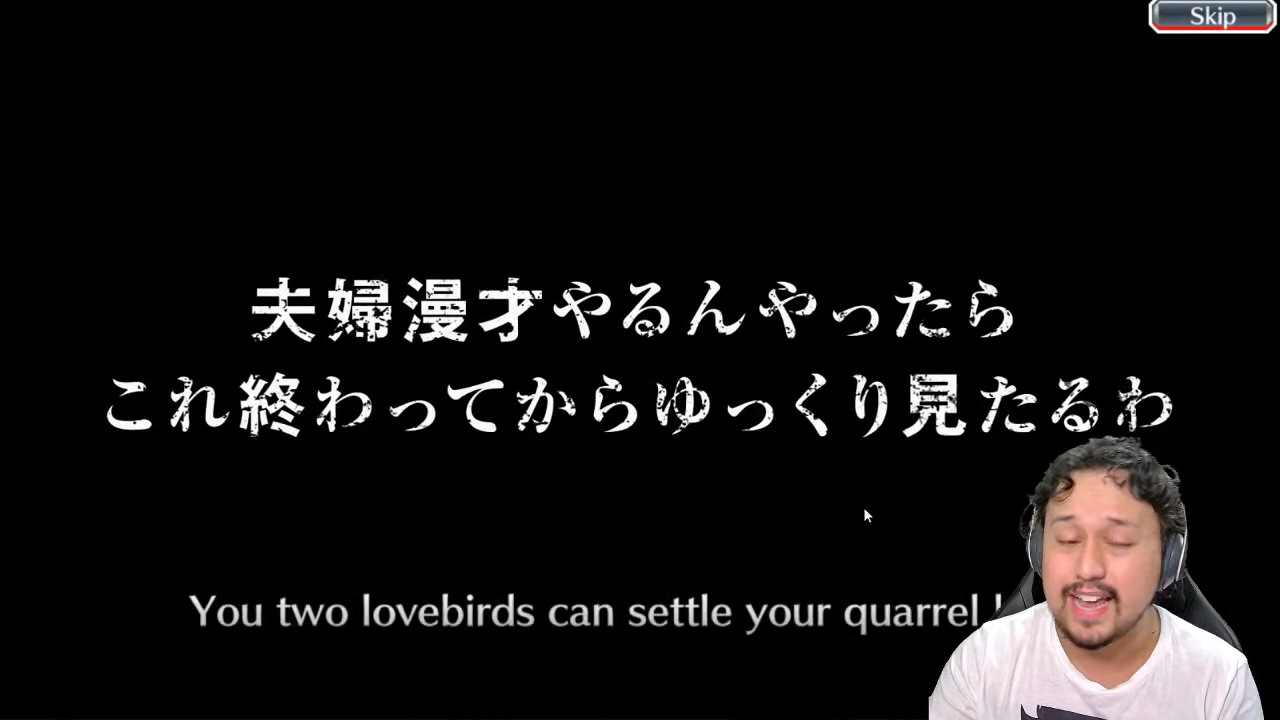 Skip
夫婦漫才やるんやったら
これ終わってからゆっくり見たるわ
You two lovebirds can settle your quarrel